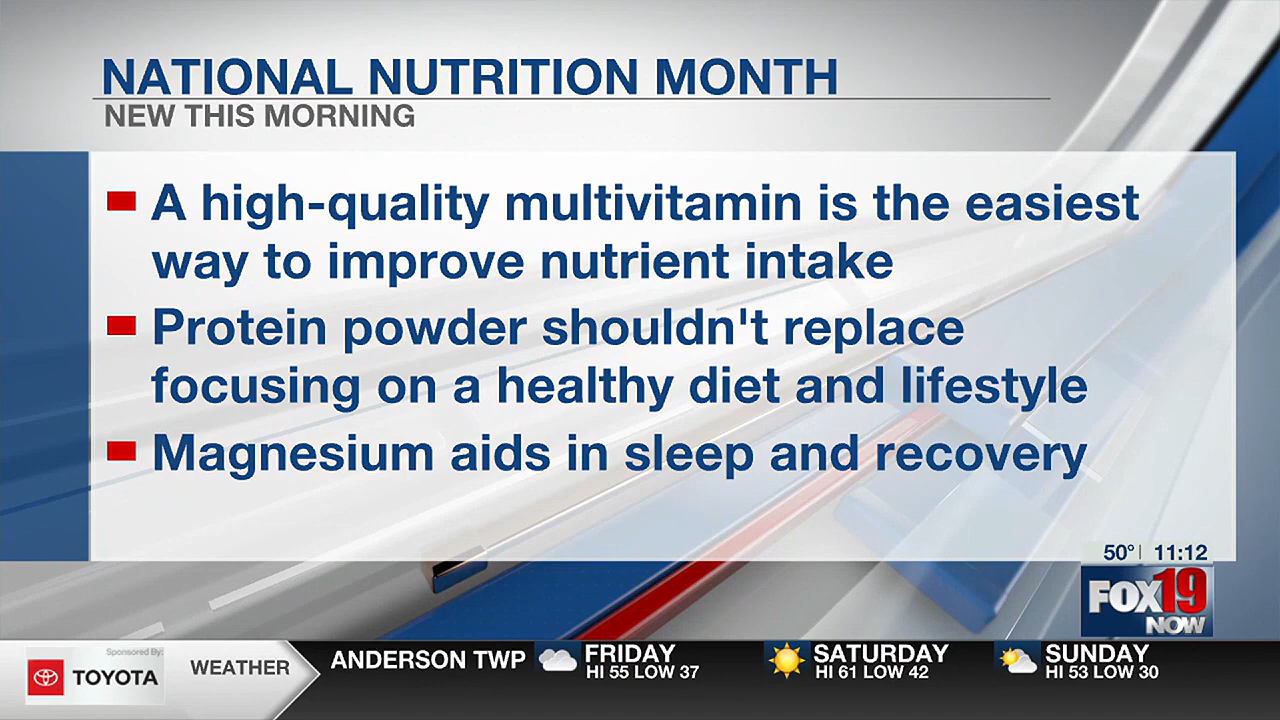 NATIONAL NUTRITION MONTH
NEW THIS MORNING
A high-quality multivitamin is the easiest
way to improve nutrient intake
Protein powder shouldn't replace
focusing on a healthy diet and lifestyle
Magnesium aids in sleep and recovery
50° 11:12
FOX19
NOW
Sponsored By:
TOYOTA
WEATHER
ANDERSON TWP
FRIDAY
HI 55 LOW 37
SATURDAY
HI 61 LOW 42
SUNDAY
HI 53 LOW 30